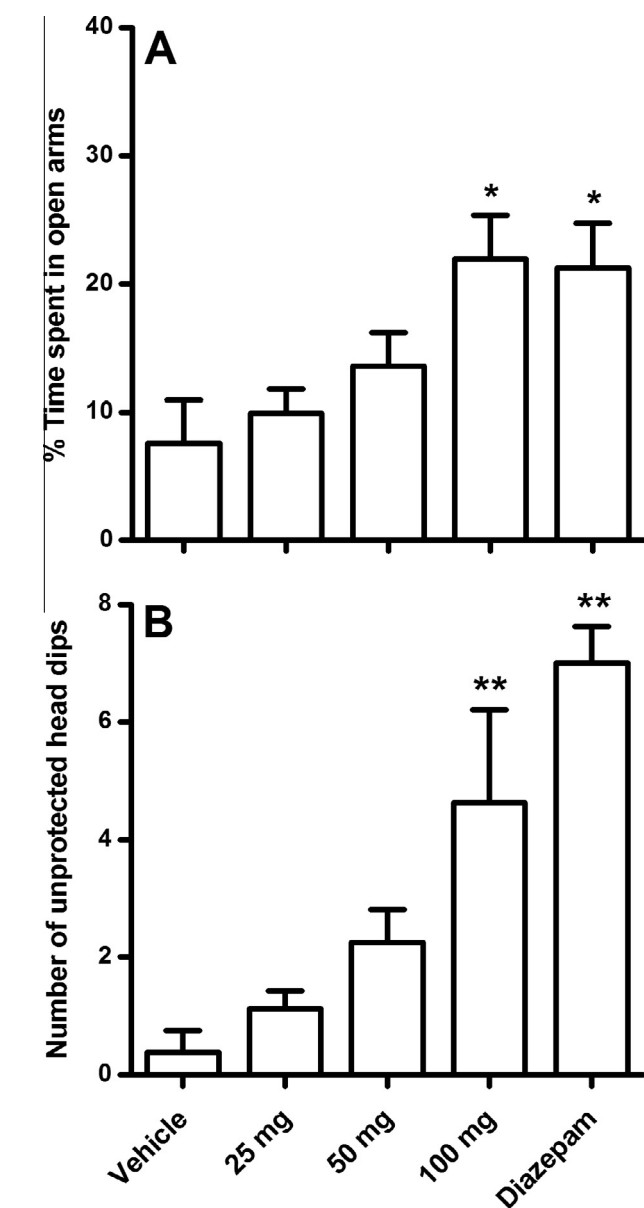 A
% Time spent in open arms
40
30
20
10
0
*
*
B
Number of unprotected head dips
8
6
4
2
0
**
**
Vehicle
25 mg
50 mg
100 mg
Diazepam